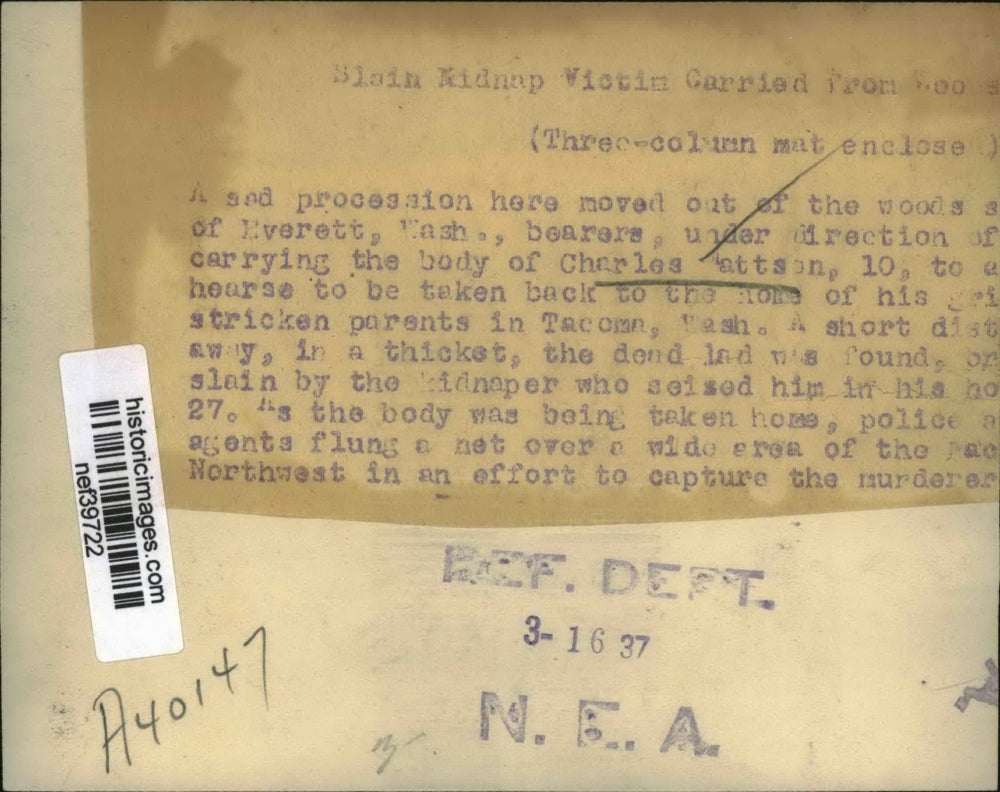 Slain Kidnap Victim Carried from
(Three-column mat enclose )
A sad procession here moved out of the woods s
of Everett, Wash., bearers, under direction of
carrying the body of Charles Mattson, 10, to a
hearse to be taken back to the home of his gri
stricken parents in Tacoma, Wash. A short dist
away, in a thicket, the dead lad was found, br
slain by the kidnaper who seized him in his ho
27. As the body was being taken home, police a
agents flung a net over a wide area of the Pac
Northwest in an effort to capture the murderer
historicimages.com
nef39722
REF. DEPT.
3-16 37
N. E. A.
A40147